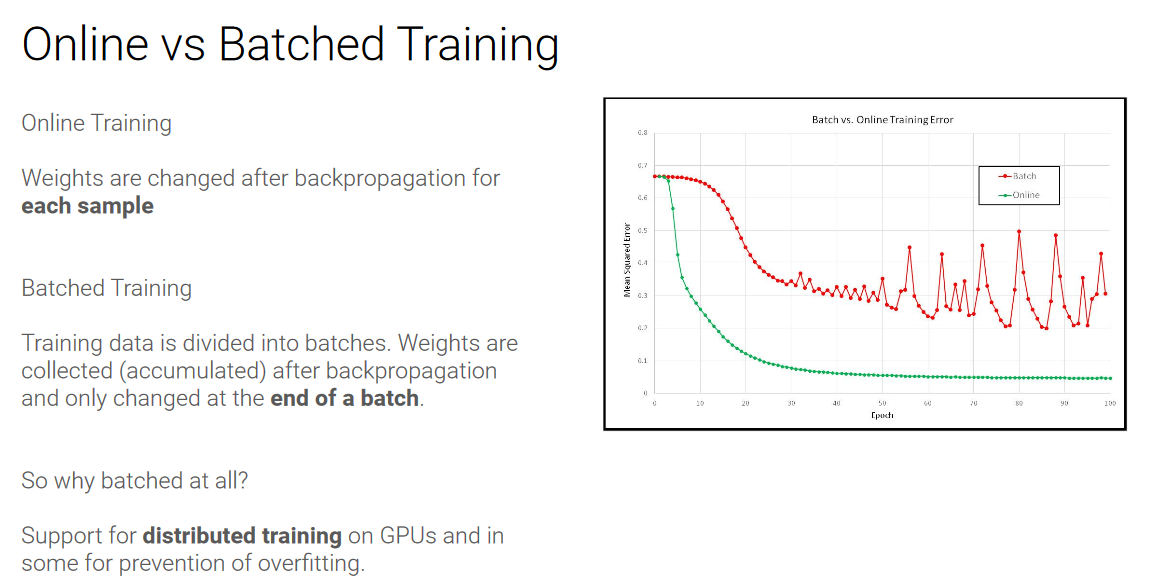 Online vs Batched Training
Online Training
Weights are changed after backpropagation for
each sample
Batched Training
Training data is divided into batches. Weights are
collected (accumulated) after backpropagation
and only changed at the end of a batch.
So why batched at all?
Support for distributed training on GPUs and in
some for prevention of overfitting.
Batch vs. Online Training Error
Mean Squared Error
0.8
0.7
0.6
0.5
0.4
0.3
0.2
0.1
0
Batch
Online
0 10 20 30 40 50 60 70 80 90 100
Epoch